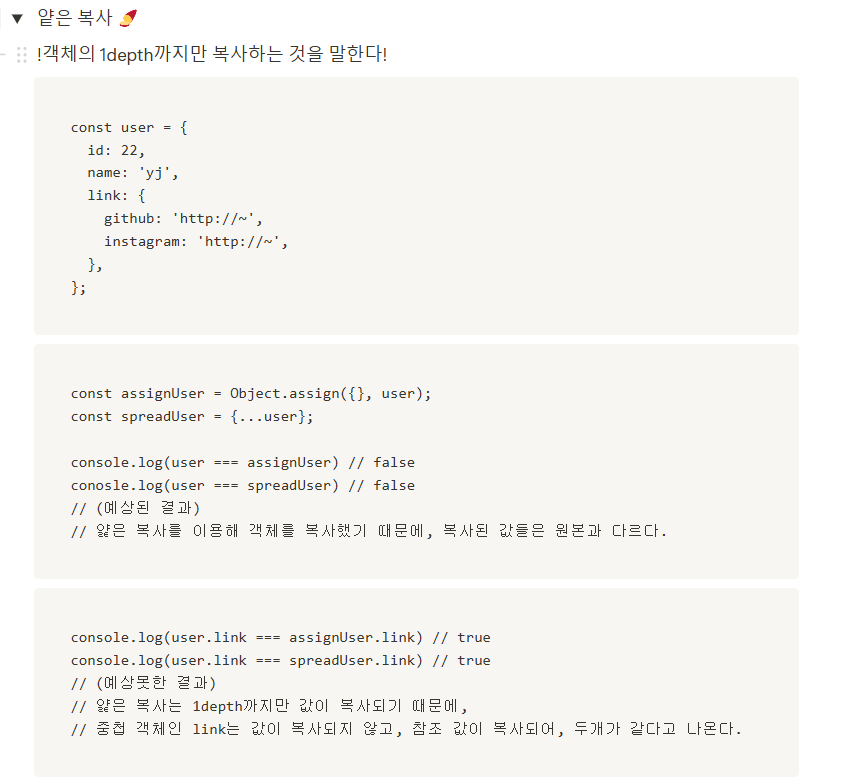 ▼ 얕은 복사 💅
!객체의 1depth까지만 복사하는 것을 말한다!
const user = {
  id: 22,
  name: 'yj',
  link: {
    github: 'http://~',
    instagram: 'http://~',
  },
};
const assignUser = Object.assign({}, user);
const spreadUser = {...user};
console.log(user === assignUser) // false
conosle.log(user === spreadUser) // false
// (예상된 결과)
// 얋은 복사를 이용해 객체를 복사했기 때문에, 복사된 값들은 원본과 다르다.
console.log(user.link === assignUser.link) // true
console.log(user.link === spreadUser.link) // true
// (예상못한 결과)
// 얕은 복사는 1depth까지만 값이 복사되기 때문에,
// 중첩 객체인 link는 값이 복사되지 않고, 참조 값이 복사되어, 두개가 같다고 나온다.